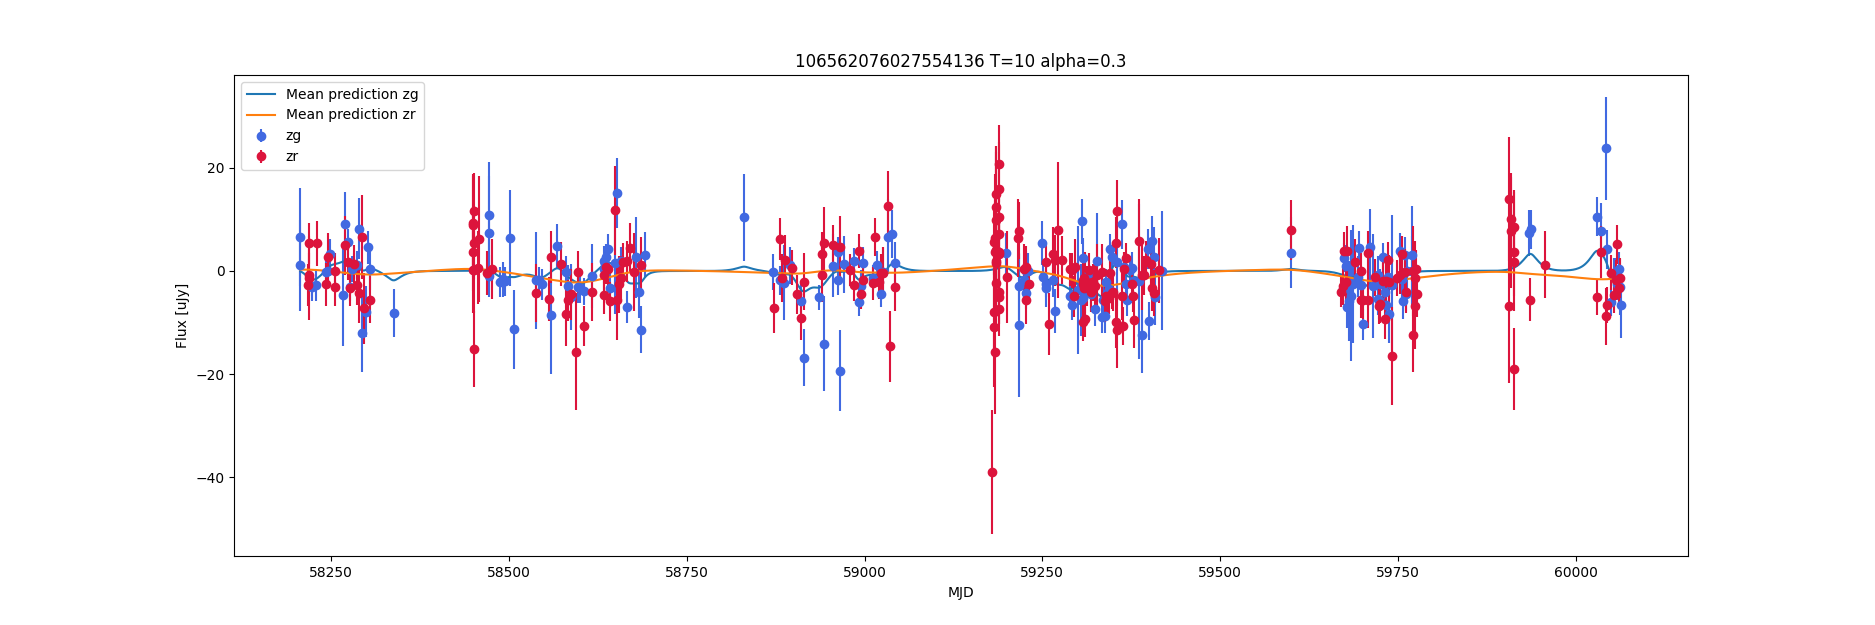 106562076027554136 T=10 alpha=0.3
Mean prediction zg
Mean prediction zr
zg
zr
Flux [uJy]
20
0
−20
−40
58250 58500 58750 59000 59250 59500 59750 60000
MJD